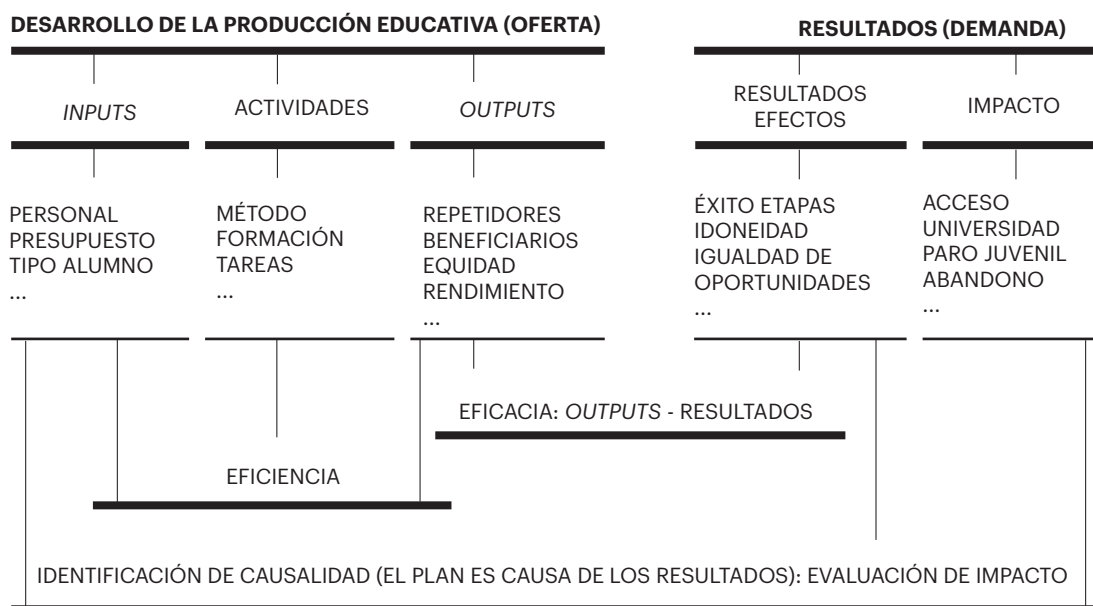 DESARROLLO DE LA PRODUCCIÓN EDUCATIVA (OFERTA)
RESULTADOS (DEMANDA)
INPUTS
ACTIVIDADES
OUTPUTS
RESULTADOS
EFECTOS
IMPACTO
PERSONAL
PRESUPUESTO
TIPO ALUMNO
...
MÉTODO
FORMACIÓN
TAREAS
...
REPETIDORES
BENEFICIARIOS
EQUIDAD
RENDIMIENTO
...
ÉXITO ETAPAS
IDONEIDAD
IGUALDAD DE
OPORTUNIDADES
...
ACCESO
UNIVERSIDAD
PARO JUVENIL
ABANDONO
...
EFICACIA: OUTPUTS - RESULTADOS
EFICIENCIA
IDENTIFICACIÓN DE CAUSALIDAD (EL PLAN ES CAUSA DE LOS RESULTADOS): EVALUACIÓN DE IMPACTO